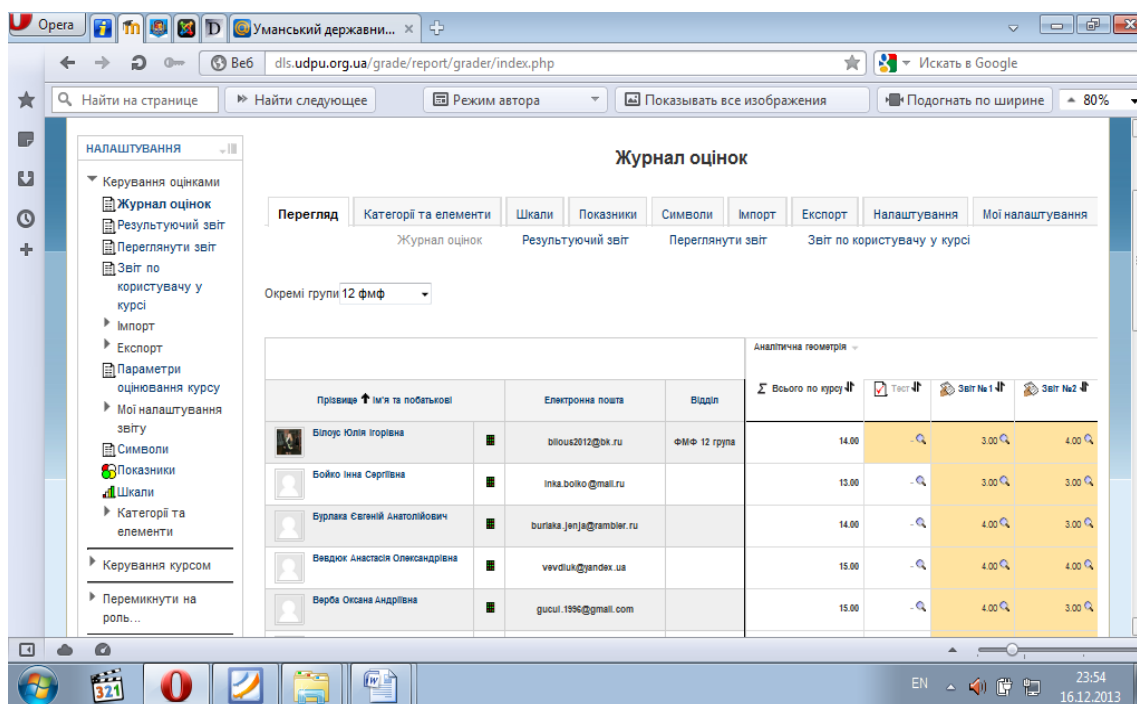 Opera
Уманський державни...
Веб
dls.udpu.org.ua/grade/report/grader/index.php
Искать в Google
Найти на странице
Найти следующее
Режим автора
Показывать все изображения
Подогнать по ширине
80%
НАЛАШТУВАННЯ
Керування оцінками
Журнал оцінок
Результуючий звіт
Переглянути звіт
Звіт по
користувачу у
курсі
Імпорт
Експорт
Параметри
оцінювання курсу
Мої налаштування
звіту
Символи
Показники
Шкали
Категорії та
елементи
Керування курсом
Перемикнути на
роль...
Журнал оцінок
Перегляд Категорії та елементи Шкали Показники Символи Імпорт Експорт Налаштування Мої налаштування
Журнал оцінок Результуючий звіт Переглянути звіт Звіт по користувачу у курсі
Окремі групи 12 фмф
Аналітична геометрія
Прізвище Ім'я та побатькові Електронна пошта Відділ Σ Всього по курсу Тест Звіт №1 Звіт №2
Білоус Юлія Ігорівна bilous2012@bk.ru ФМФ 12 група 14.00 - 3.00 4.00
Бойко Інна Сергіївна inka.boiko@mail.ru 13.00 - 3.00 3.00
Бурлака Євгеній Анатолійович burlaka.jenja@rambler.ru 14.00 - 4.00 3.00
Вевдюк Анастасія Олександрівна vevdiuk@yandex.ua 15.00 - 4.00 4.00
Верба Оксана Андріївна gucul.1996@gmail.com 15.00 - 4.00 3.00
321
EN
23:54
16.12.2013